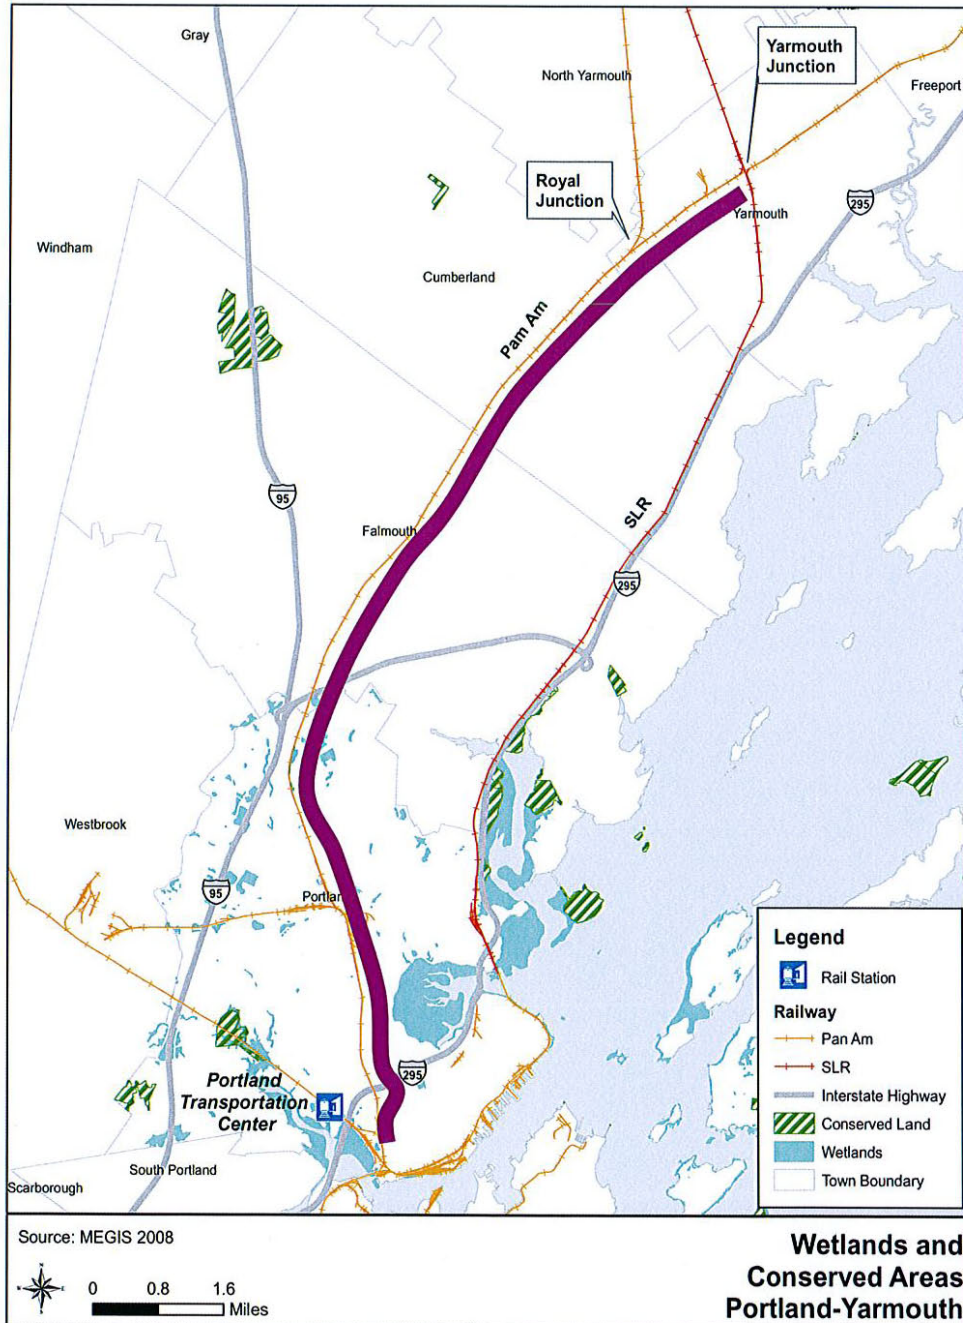 Gray
North Yarmouth
Yarmouth
Junction
Freeport
Royal
Junction
295
Yarmouth
Windham
Cumberland
Pam Am
95
Falmouth
SLR
295
Westbrook
95
Portlan
295
Portland
Transportation
Center
South Portland
Scarborough
Legend
Rail Station
Railway
Pan Am
SLR
Interstate Highway
Conserved Land
Wetlands
Town Boundary
Source: MEGIS 2008
0 0.8 1.6
Miles
Wetlands and
Conserved Areas
Portland-Yarmouth